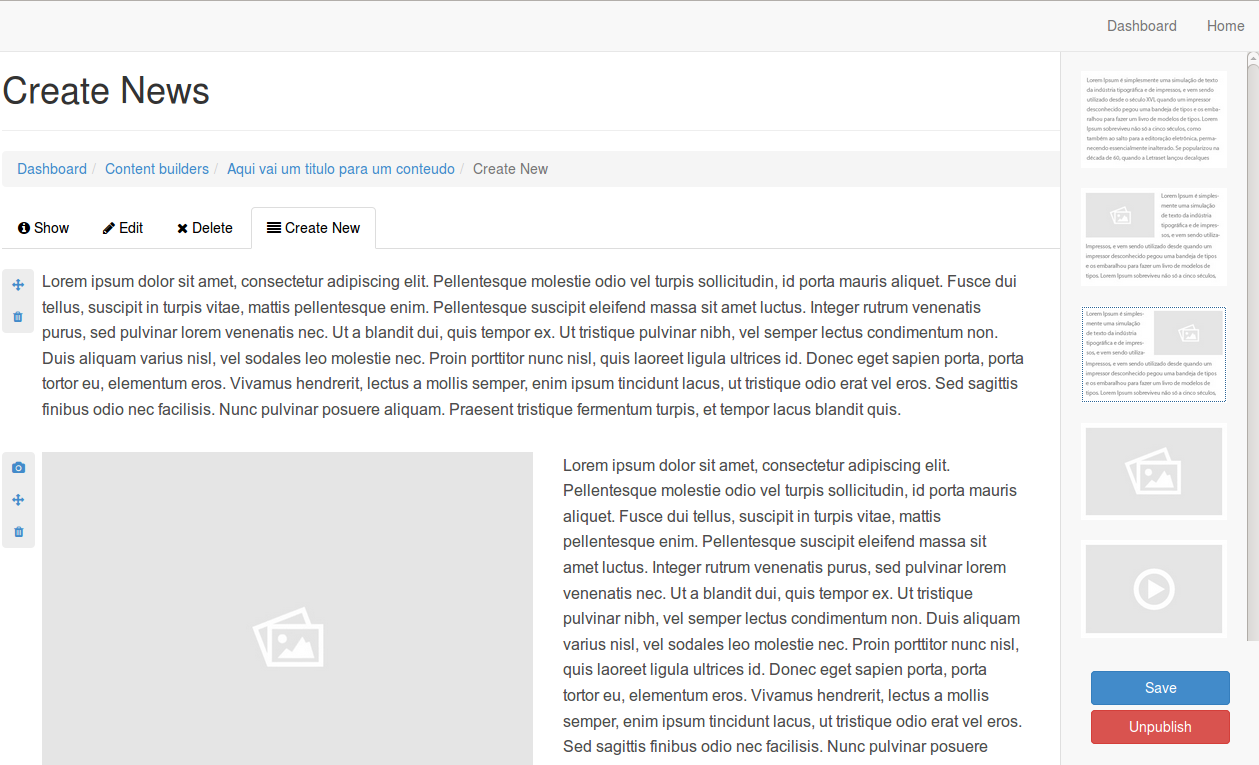 Dashboard Home
Create News
Dashboard / Content builders / Aqui vai um titulo para um conteudo / Create New
Show Edit Delete Create New
Lorem ipsum dolor sit amet, consectetur adipiscing elit. Pellentesque molestie odio vel turpis sollicitudin, id porta mauris aliquet. Fusce dui
tellus, suscipit in turpis vitae, mattis pellentesque enim. Pellentesque suscipit eleifend massa sit amet luctus. Integer rutrum venenatis
purus, sed pulvinar lorem venenatis nec. Ut a blandit dui, quis tempor ex. Ut tristique pulvinar nibh, vel semper lectus condimentum non.
Duis aliquam varius nisl, vel sodales leo molestie nec. Proin porttitor nunc nisl, quis laoreet ligula ultrices id. Donec eget sapien porta, porta
tortor eu, elementum eros. Vivamus hendrerit, lectus a mollis semper, enim ipsum tincidunt lacus, ut tristique odio erat vel eros. Sed sagittis
finibus odio nec facilisis. Nunc pulvinar posuere aliquam. Praesent tristique fermentum turpis, et tempor lacus blandit quis.
Lorem ipsum dolor sit amet, consectetur adipiscing elit.
Pellentesque molestie odio vel turpis sollicitudin, id porta mauris
aliquet. Fusce dui tellus, suscipit in turpis vitae, mattis
pellentesque enim. Pellentesque suscipit eleifend massa sit
amet luctus. Integer rutrum venenatis purus, sed pulvinar lorem
venenatis nec. Ut a blandit dui, quis tempor ex. Ut tristique
pulvinar nibh, vel semper lectus condimentum non. Duis aliquam
varius nisl, vel sodales leo molestie nec. Proin porttitor nunc nisl,
quis laoreet ligula ultrices id. Donec eget sapien porta, porta
tortor eu, elementum eros. Vivamus hendrerit, lectus a mollis
semper, enim ipsum tincidunt lacus, ut tristique odio erat vel eros.
Sed sagittis finibus odio nec facilisis. Nunc pulvinar posuere
Lorem Ipsum é simplesmente uma simulação de texto
da indústria tipográfica e de impressos, e vem sendo
utilizado desde o século XVI, quando um impressor
desconhecido pegou uma bandeja de tipos e os emba-
ralhou para fazer um livro de modelos de tipos. Lorem
Ipsum sobreviveu não só a cinco séculos, como
também ao salto para a editoração eletrônica, perma-
necendo essencialmente inalterado. Se popularizou na
década de 60, quando a Letraset lançou decalques
Lorem Ipsum é simples-
mente uma simulação
de texto da indústria
tipográfica e de impres-
sos, e vem sendo utiliza-
Impressos, e vem sendo utilizado desde quando um
impressor desconhecido pegou uma bandeja de tipos
e os embaralhou para fazer um livro de modelos de
tipos. Lorem Ipsum sobreviveu não só a cinco séculos,
Lorem Ipsum é simples-
mente uma simulação
de texto da indústria
tipográfica e de impres-
sos, e vem sendo utiliza-
Impressos, e vem sendo utilizado desde quando um
impressor desconhecido pegou uma bandeja de tipos
e os embaralhou para fazer um livro de modelos de
tipos. Lorem Ipsum sobreviveu não só a cinco séculos,
Save
Unpublish